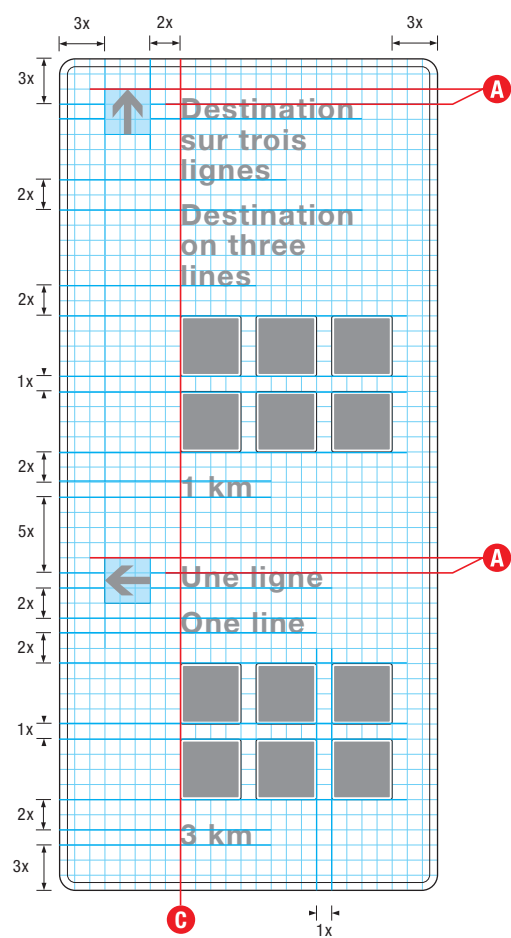 3x 2x 3x
3x
A
Destination
sur trois
lignes
2x
Destination
on three
lines
2x
1x
2x
1 km
5x
A
Une ligne
2x
One line
2x
1x
2x
3 km
3x
C
1x